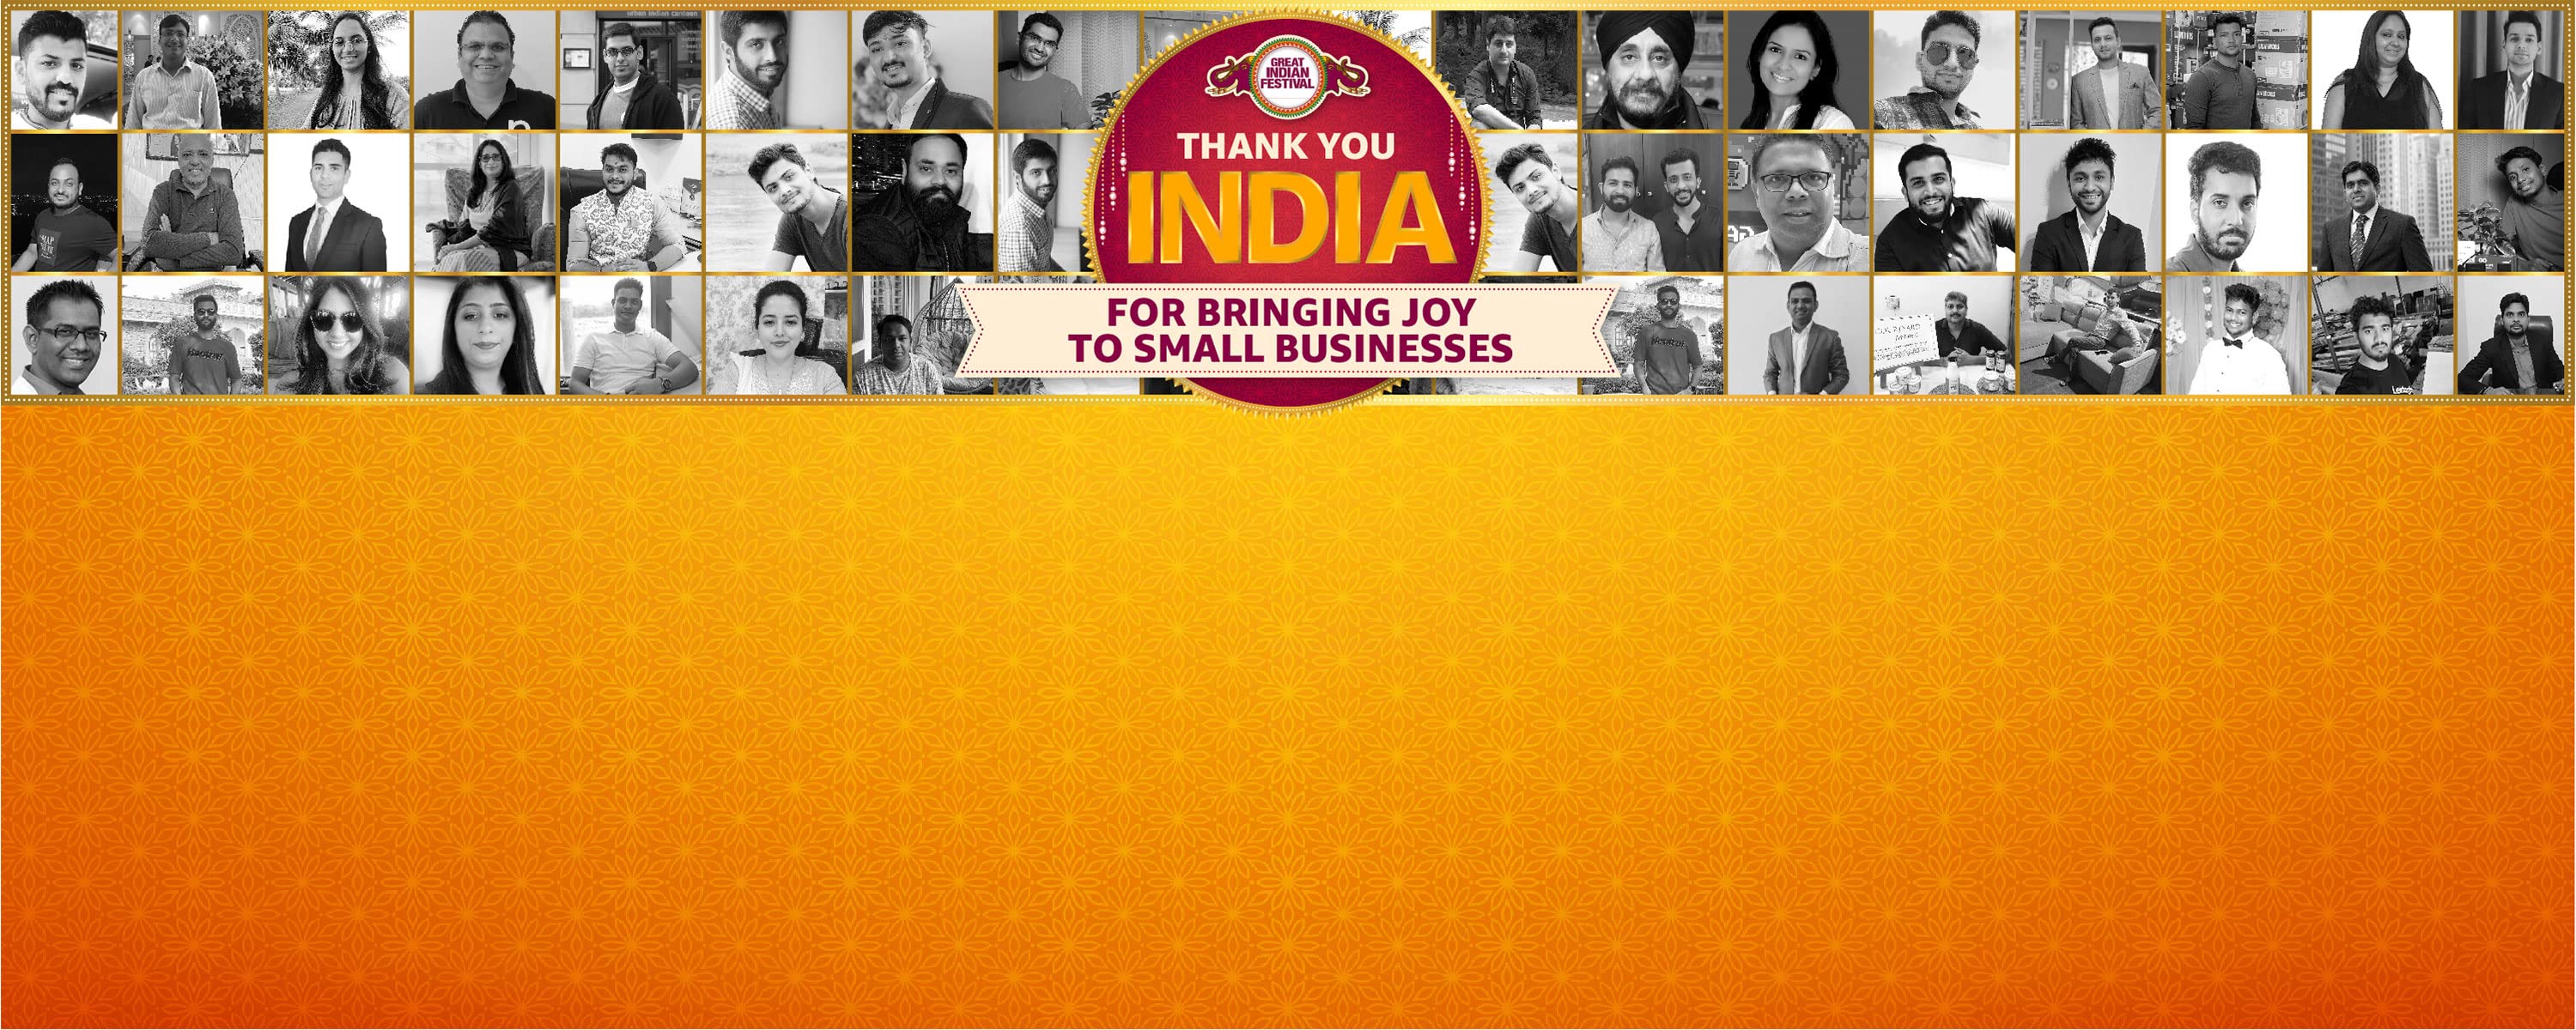 GREAT
INDIAN
FESTIVAL
THANK YOU
INDIA
FOR BRINGING JOY
TO SMALL BUSINESSES